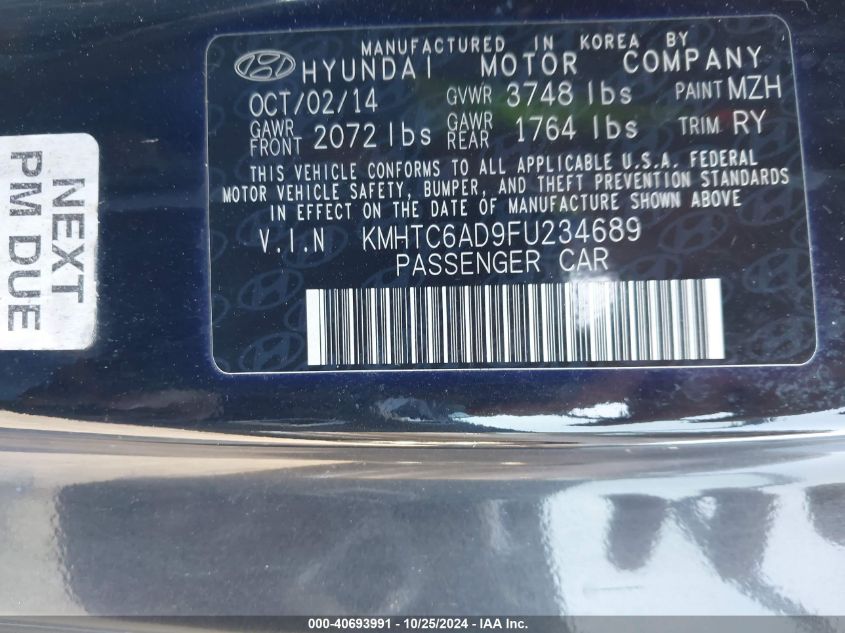 MANUFACTURED IN KOREA BY
HYUNDAI MOTOR COMPANY
OCT/02/14 GVWR 3748 lbs PAINT MZH
GAWR FRONT 2072 lbs GAWR REAR 1764 lbs TRIM RY
THIS VEHICLE CONFORMS TO ALL APPLICABLE U.S.A. FEDERAL
MOTOR VEHICLE SAFETY, BUMPER, AND THEFT PREVENTION STANDARDS
IN EFFECT ON THE DATE OF MANUFACTURE SHOWN ABOVE
V.I.N KMHTC6AD9FU234689
PASSENGER CAR
NEXT
PM DUE
000-40693991 / 10/25/2024 - IAA Inc.